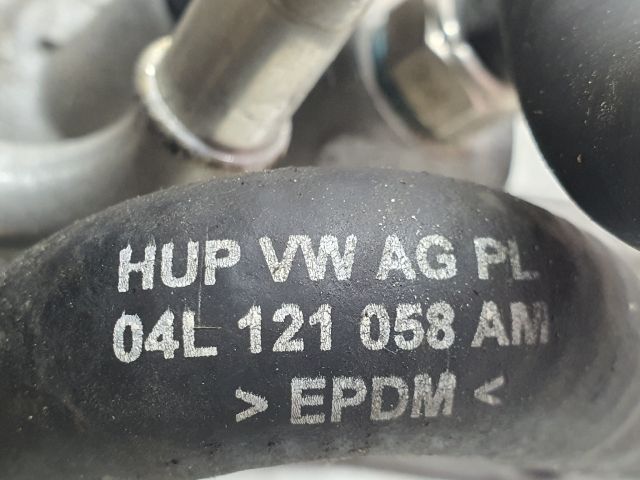 HUP VW AG PL
04L 121 058 AM
> EPDM <